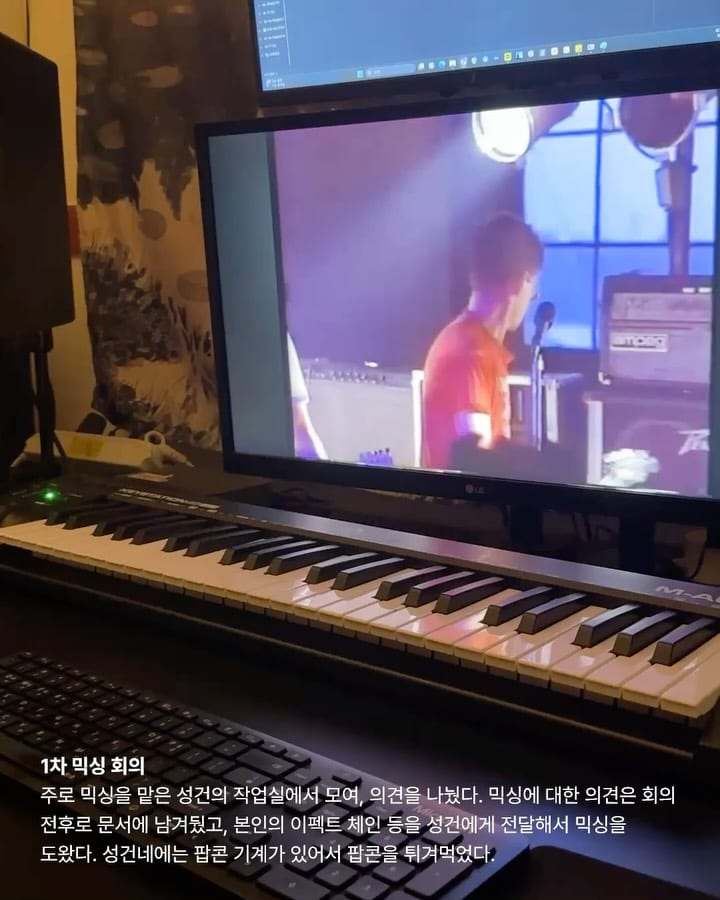 ampeg
LG
M-AU
1차 믹싱 회의
주로 믹싱을 맡은 성건의 작업실에서 모여, 의견을 나눴다. 믹싱에 대한 의견은 회의
전후로 문서에 남겨뒀고, 본인의 이펙트 체인 등을 성건에게 전달해서 믹싱을
도왔다. 성건네에는 팝콘 기계가 있어서 팝콘을 튀겨먹었다.